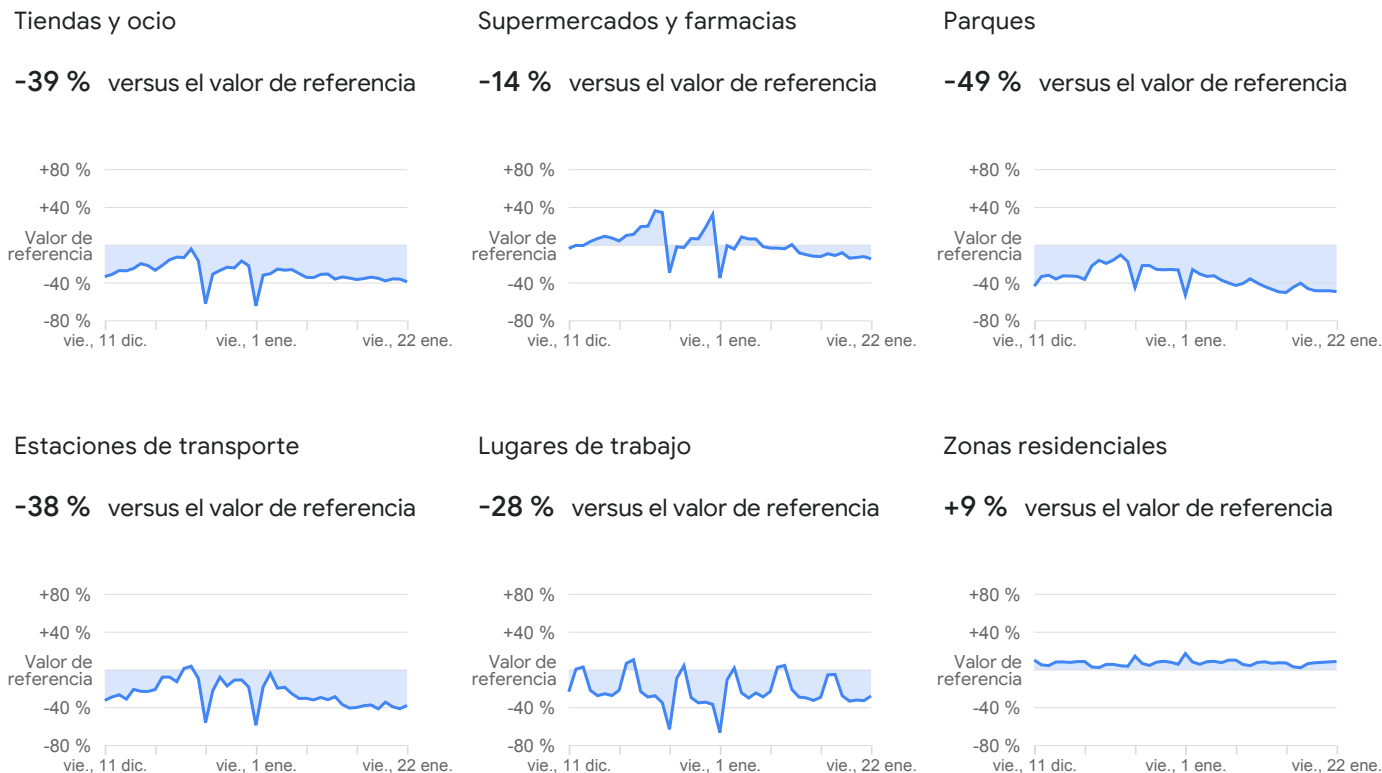 Tiendas y ocio
-39 % versus el valor de referencia
+80 %
+40 %
Valor de
referencia
-40 %
-80 %
vie., 11 dic. vie., 1 ene. vie., 22 ene.
Supermercados y farmacias
-14 % versus el valor de referencia
+80 %
+40 %
Valor de
referencia
-40 %
-80 %
vie., 11 dic. vie., 1 ene. vie., 22 ene.
Parques
-49 % versus el valor de referencia
+80 %
+40 %
Valor de
referencia
-40 %
-80 %
vie., 11 dic. vie., 1 ene. vie., 22 ene.
Estaciones de transporte
-38 % versus el valor de referencia
+80 %
+40 %
Valor de
referencia
-40 %
-80 %
vie., 11 dic. vie., 1 ene. vie., 22 ene.
Lugares de trabajo
-28 % versus el valor de referencia
+80 %
+40 %
Valor de
referencia
-40 %
-80 %
vie., 11 dic. vie., 1 ene. vie., 22 ene.
Zonas residenciales
+9 % versus el valor de referencia
+80 %
+40 %
Valor de
referencia
-40 %
-80 %
vie., 11 dic. vie., 1 ene. vie., 22 ene.